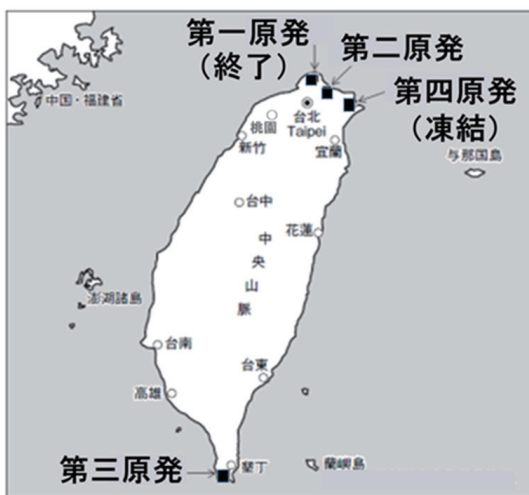 第一原発
(終了)
第二原発
第四原発
(凍結)
中国・福建省
台北
Taipei
桃園
新竹
宜蘭
与那国島
台中
花蓮
中央山脈
澎湖諸島
台南
台東
高雄
第三原発
墾丁
蘭嶼島